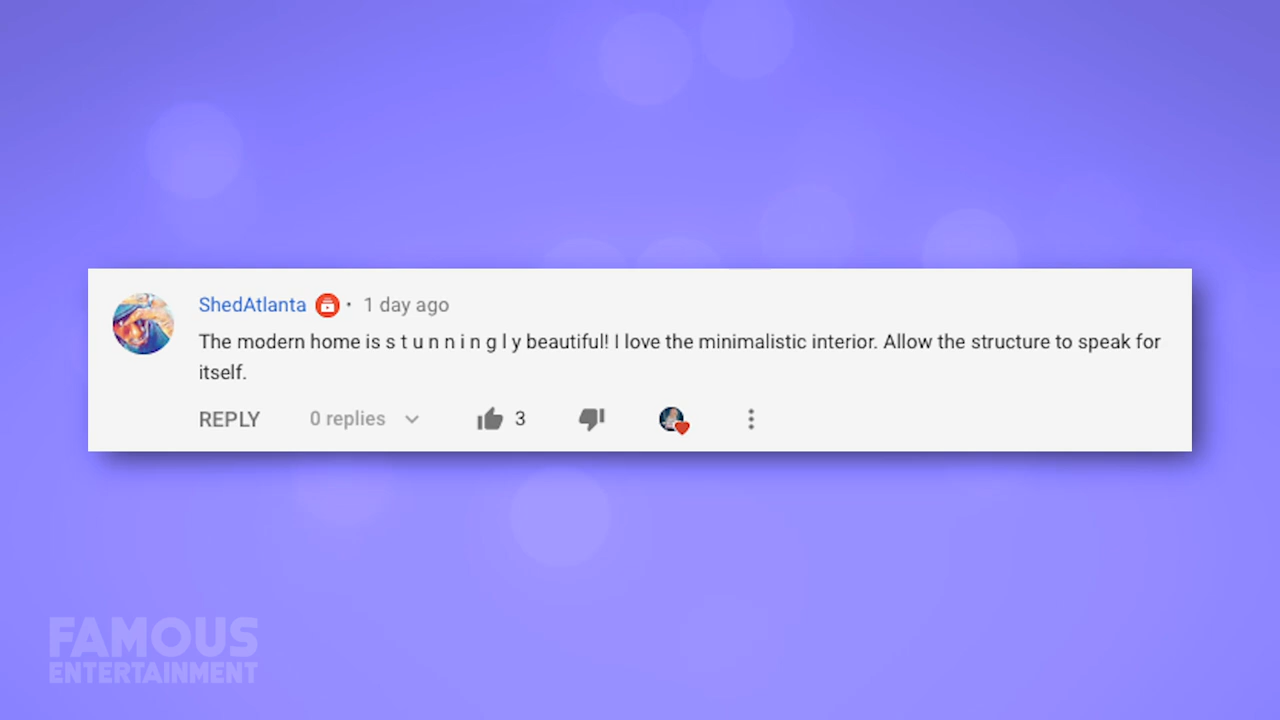 ShedAtlanta • 1 day ago
The modern home is s t u n n i n g l y beautiful! I love the minimalistic interior. Allow the structure to speak for
itself.
REPLY 0 replies 3
FAMOUS
ENTERTAINMENT